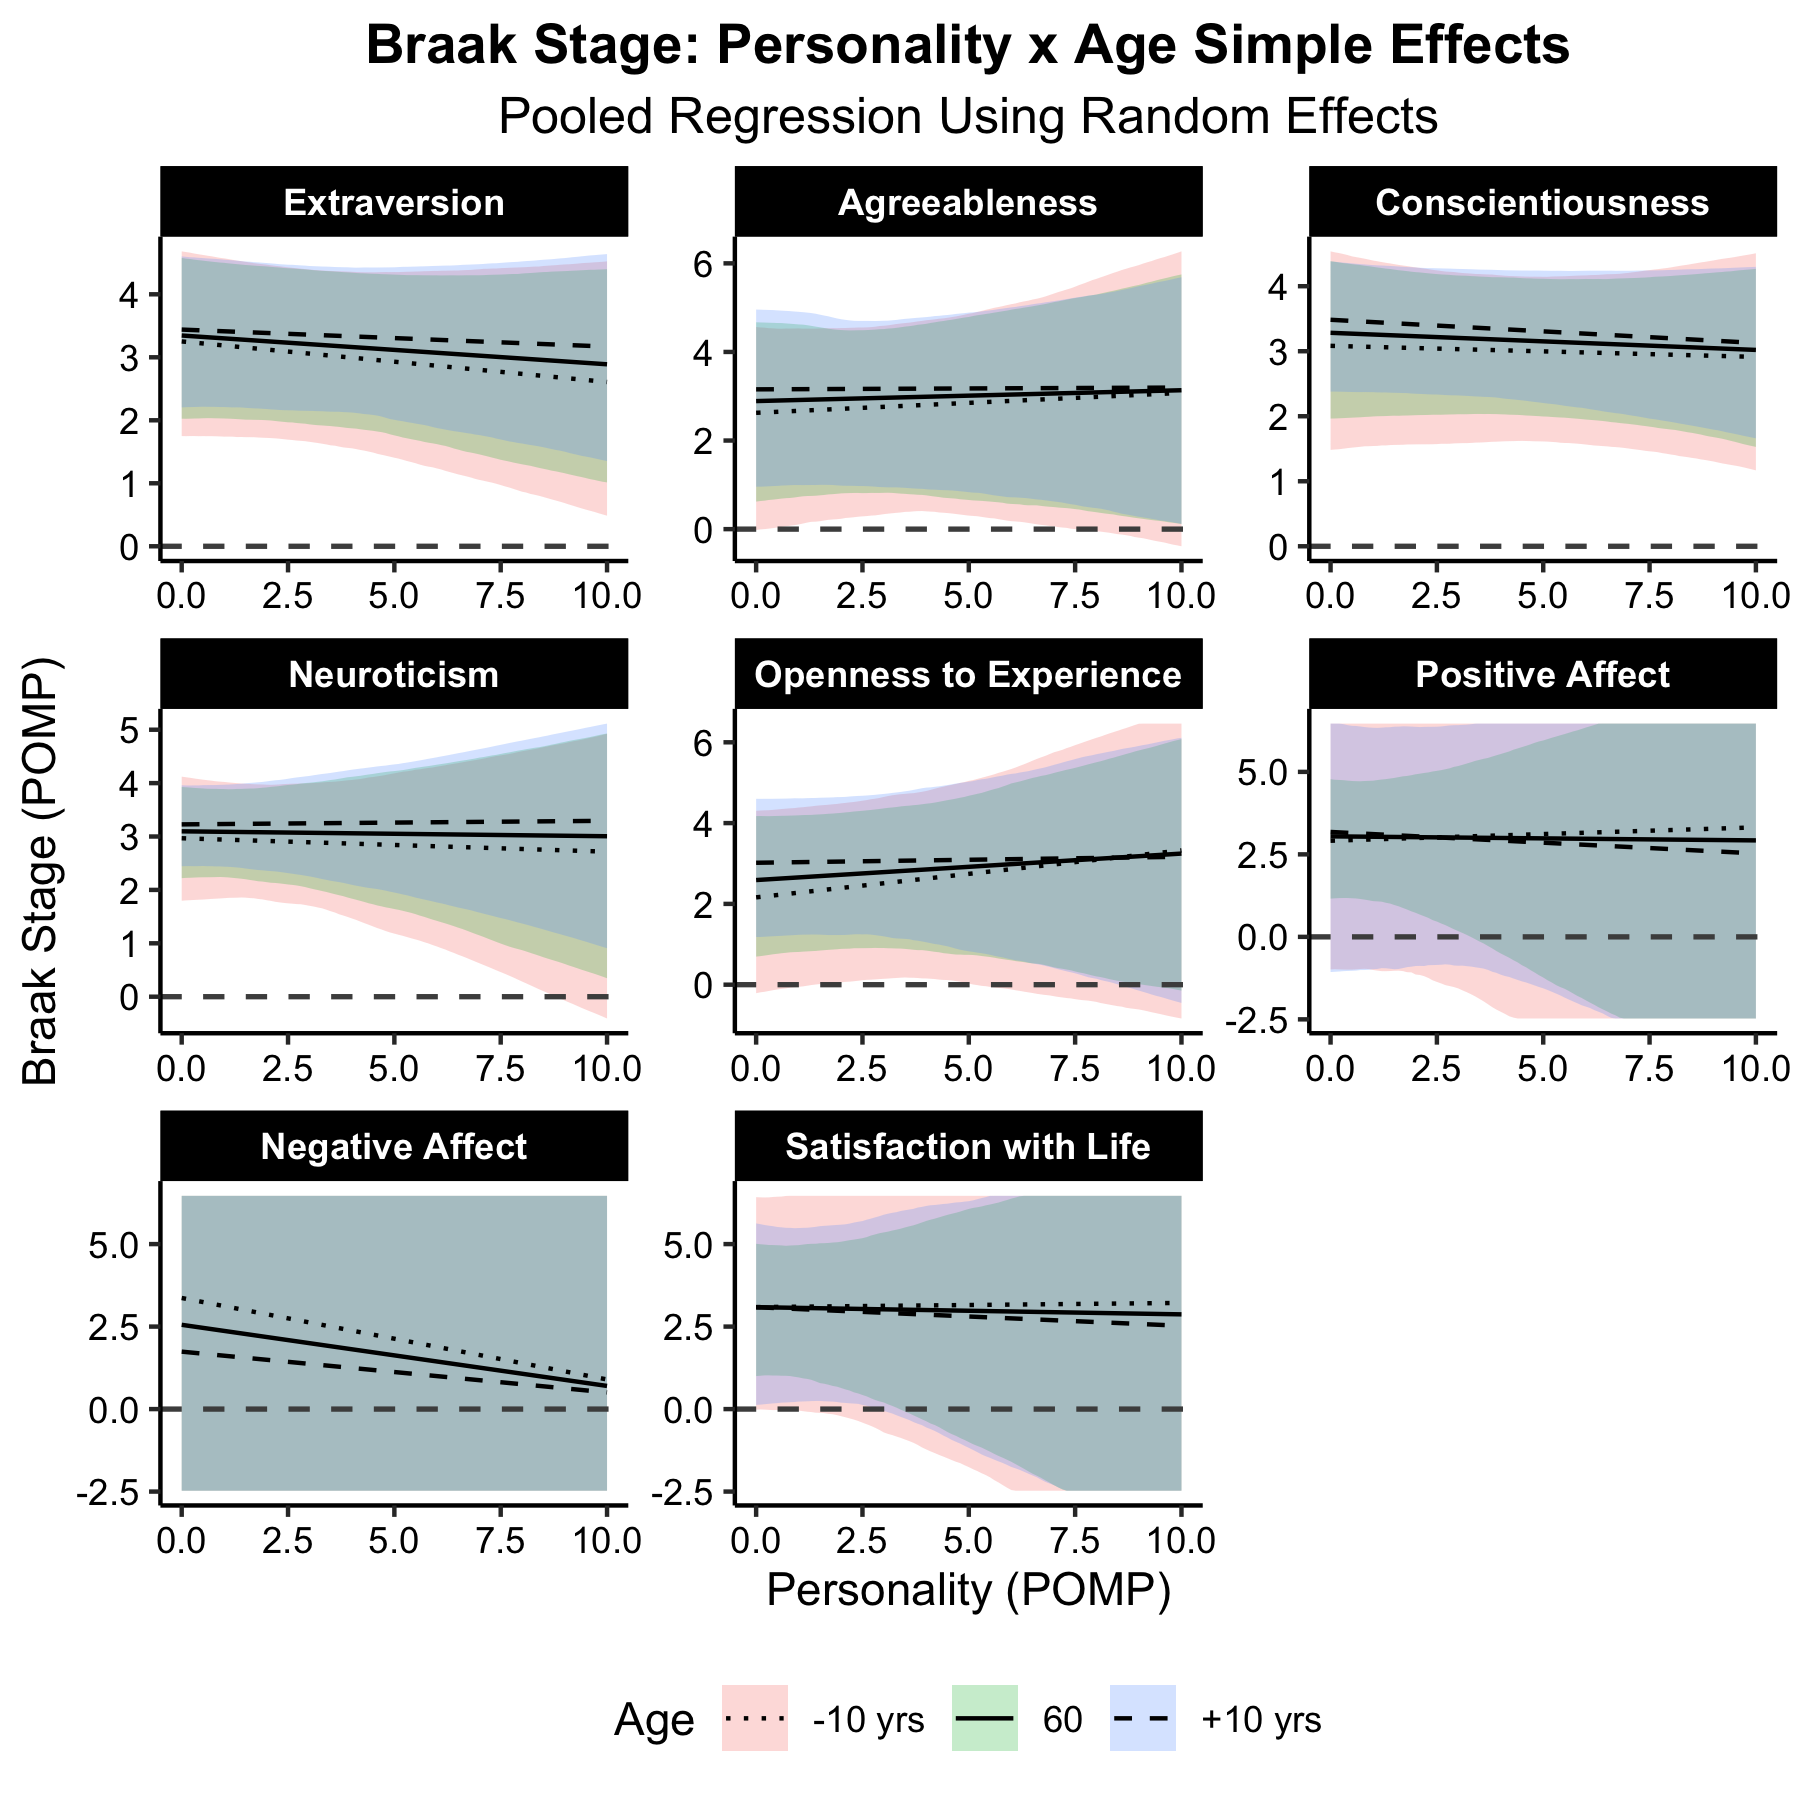 Braak Stage: Personality x Age Simple Effects
Pooled Regression Using Random Effects
Extraversion
Agreeableness
Conscientiousness
4
3
2
1
0
6
4
2
0
4
3
2
1
0
0.0 2.5 5.0 7.5 10.0
0.0 2.5 5.0 7.5 10.0
0.0 2.5 5.0 7.5 10.0
Braak Stage (POMP)
Neuroticism
Openness to Experience
Positive Affect
5
4
3
2
1
0
6
4
2
0
5.0
2.5
0.0
-2.5
0.0 2.5 5.0 7.5 10.0
0.0 2.5 5.0 7.5 10.0
0.0 2.5 5.0 7.5 10.0
Negative Affect
Satisfaction with Life
5.0
2.5
0.0
-2.5
5.0
2.5
0.0
-2.5
0.0 2.5 5.0 7.5 10.0
0.0 2.5 5.0 7.5 10.0
Personality (POMP)
Age -10 yrs 60 +10 yrs